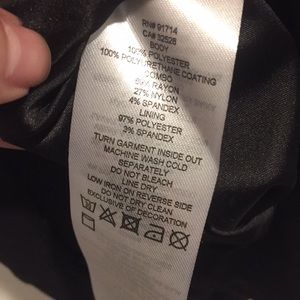 RN# 91714
CA# 32526
BODY
100% POLYESTER
100% POLYURETHANE COATING
COMBO
69% RAYON
27% NYLON
4% SPANDEX
LINING
97% POLYESTER
3% SPANDEX
TURN GARMENT INSIDE OUT
MACHINE WASH COLD
SEPARATELY
DO NOT BLEACH
LINE DRY
LOW IRON ON REVERSE SIDE
DO NOT DRY CLEAN
EXCLUSIVE OF DECORATION